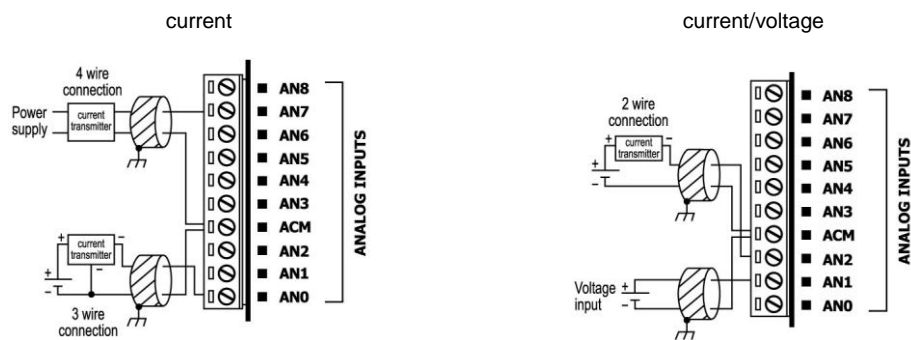 current
4 wire
connection
Power
supply
current
transmitter
AN8
AN7
AN6
AN5
AN4
AN3
ACM
AN2
AN1
AN0
ANALOG INPUTS
+
-
+
-
current
transmitter
-
3 wire
connection
current/voltage
2 wire
connection
+
-
+
-
current
transmitter
Voltage
input
+
-
AN8
AN7
AN6
AN5
AN4
AN3
ACM
AN2
AN1
AN0
ANALOG INPUTS